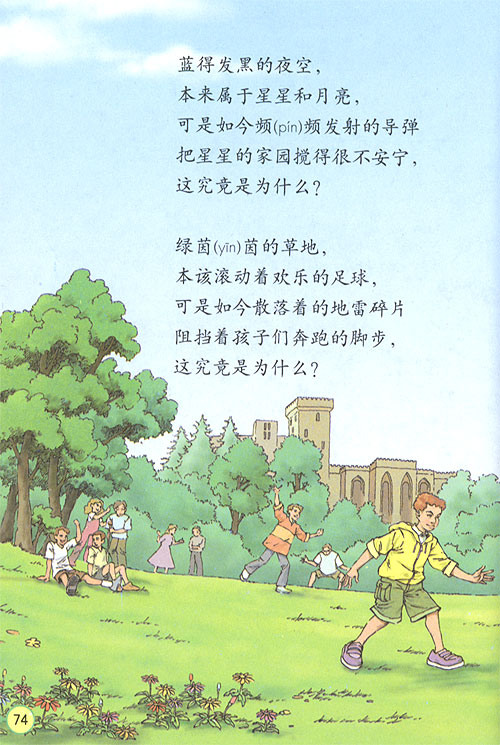 蓝得发黑的夜空，
本来属于星星和月亮，
可是如今频(pín)频发射的导弹
把星星的家园搅得很不安宁，
这究竟是为什么？
绿茵(yīn)茵的草地，
本该滚动着欢乐的足球，
可是如今散落着的地雷碎片
阻挡着孩子们奔跑的脚步，
这究竟是为什么？
74